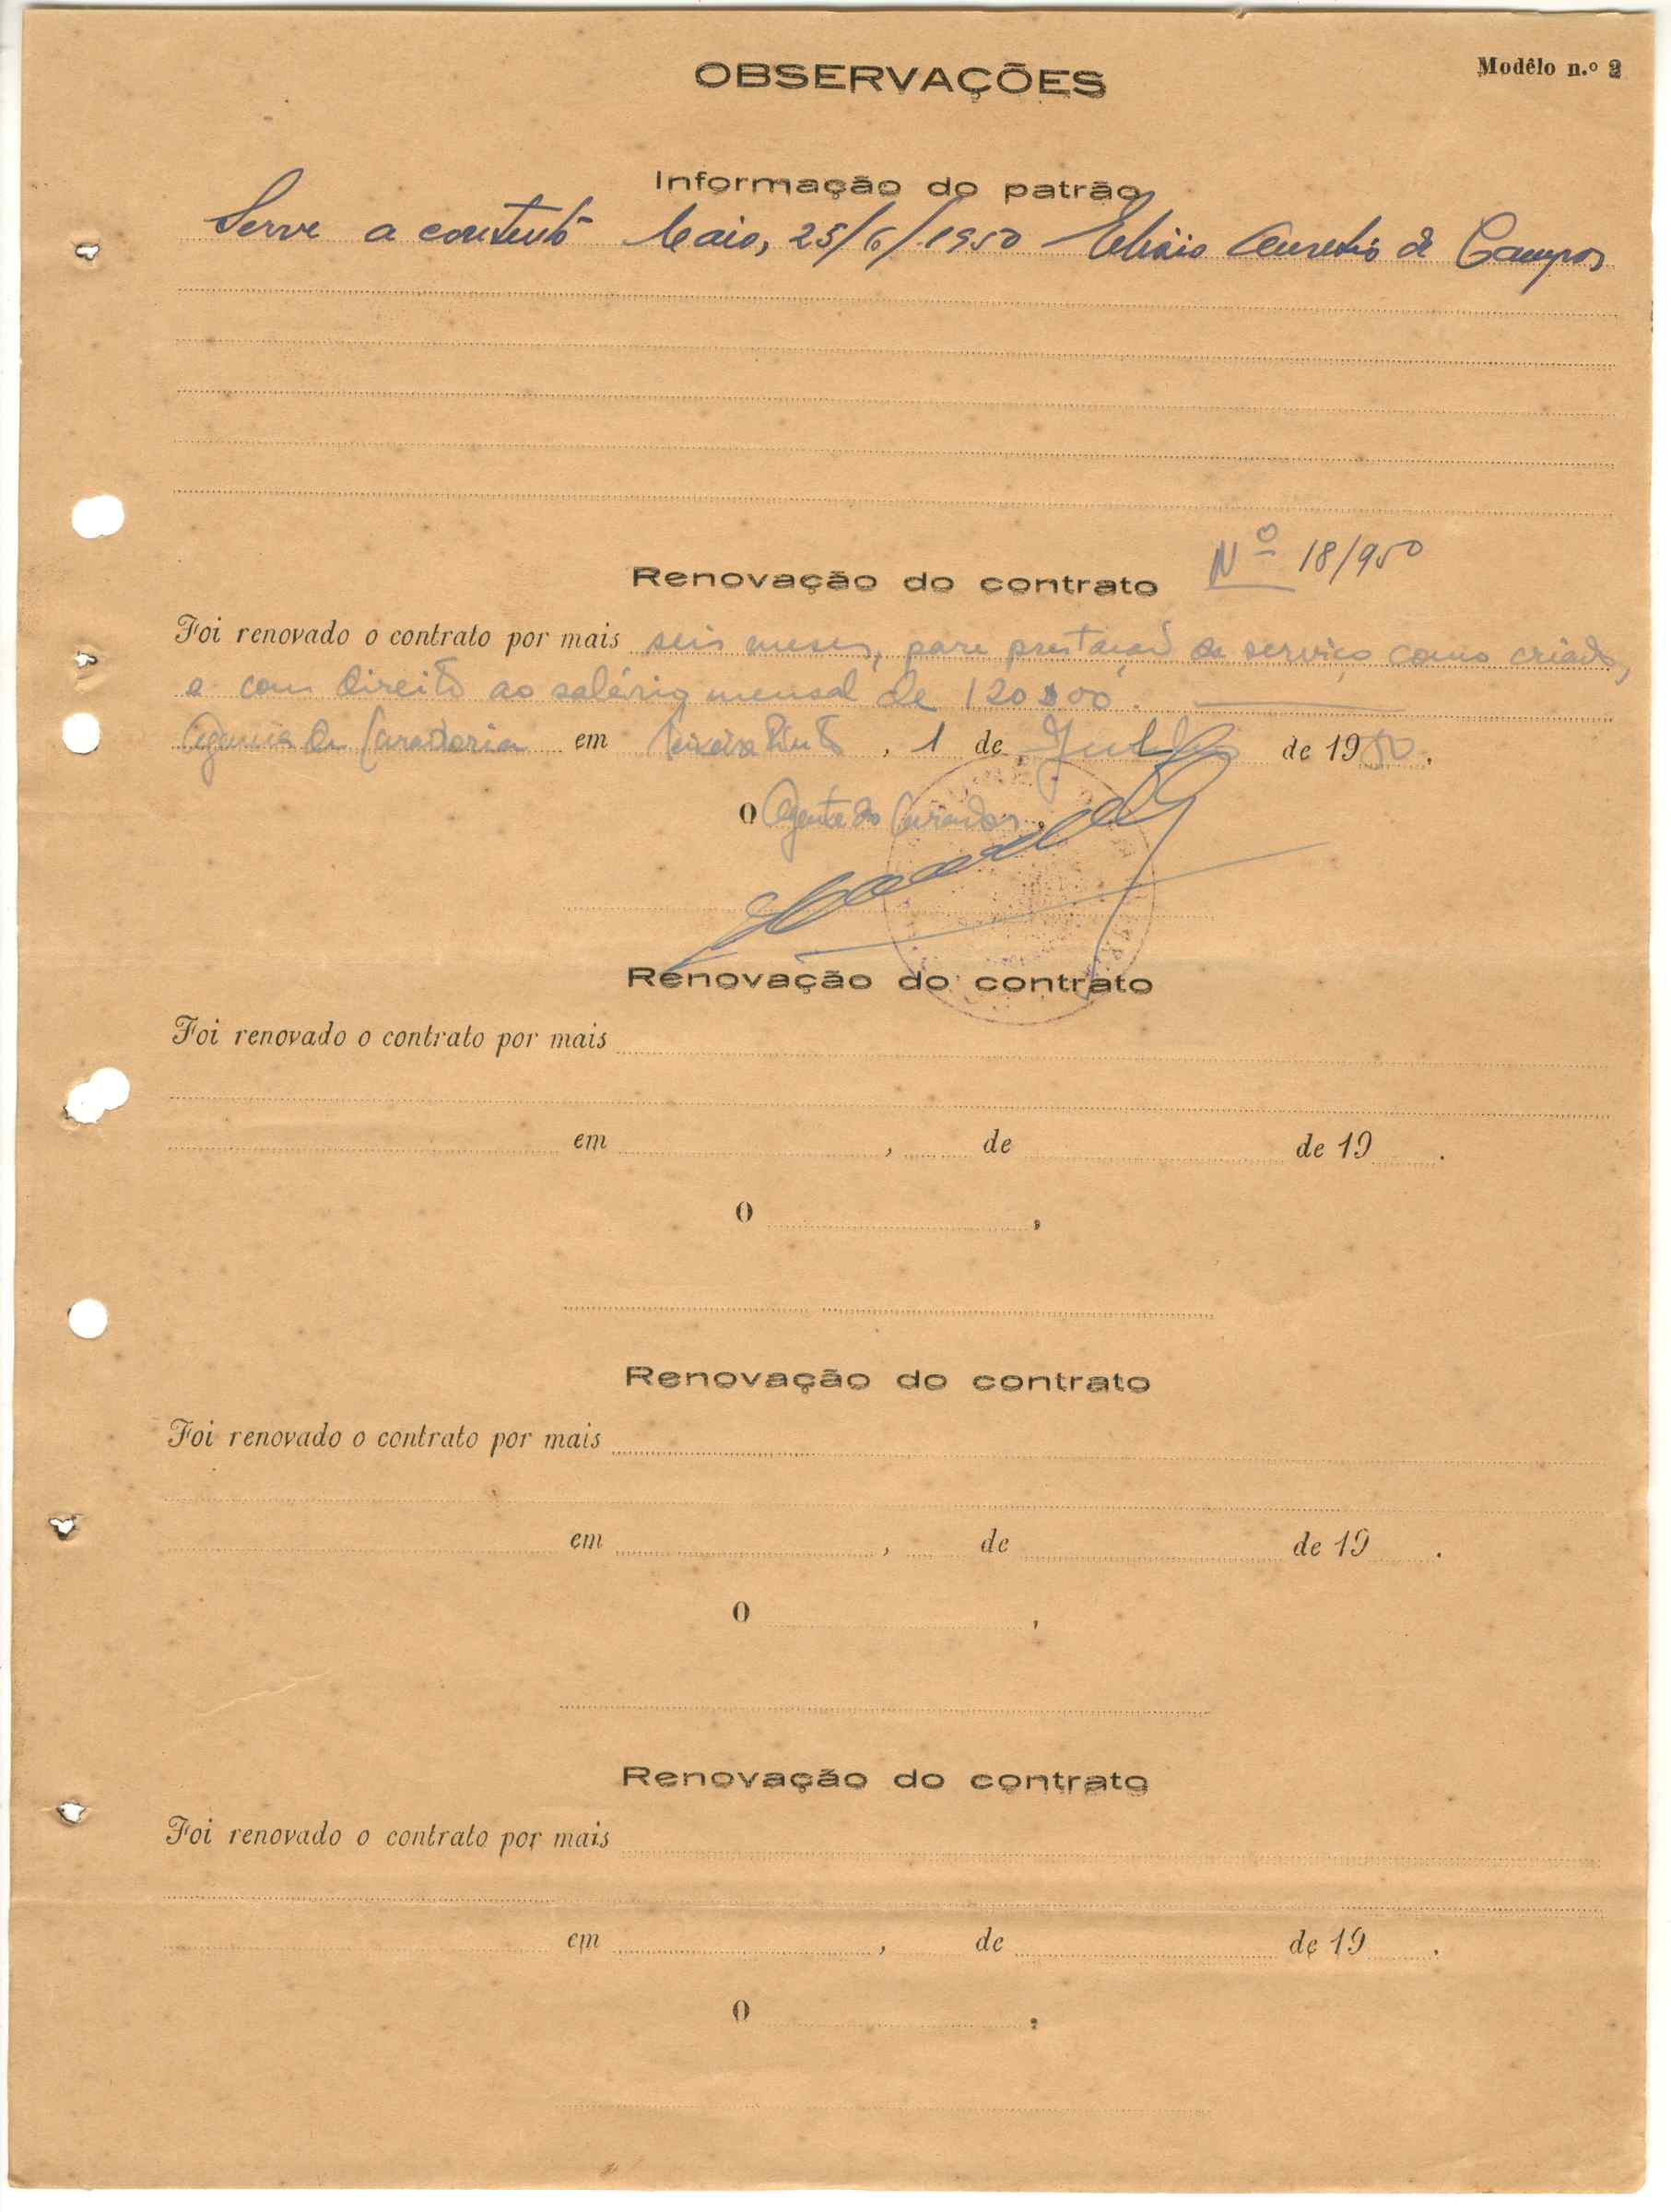 OBSERVAÇÕES
Modêlo n.º 2
Informação do patrão
Serve a contento Caio, 25/6/1950 de Campos
Nº 18/950
Renovação do contrato
Foi renovado o contrato por mais seis meses, para prestação de serviço como criado,
e com direito ao salário mensal de 120$00.
Agencia da Curadoria em Teixeira Pinto, 1 de Julho de 1950.
O Agente do Curador,
Renovação do contrato
Foi renovado o contrato por mais
em , de de 19 .
O ,
Renovação do contrato
Foi renovado o contrato por mais
em , de de 19 .
O ,
Renovação do contrato
Foi renovado o contrato por mais
em , de de 19 .
O ,